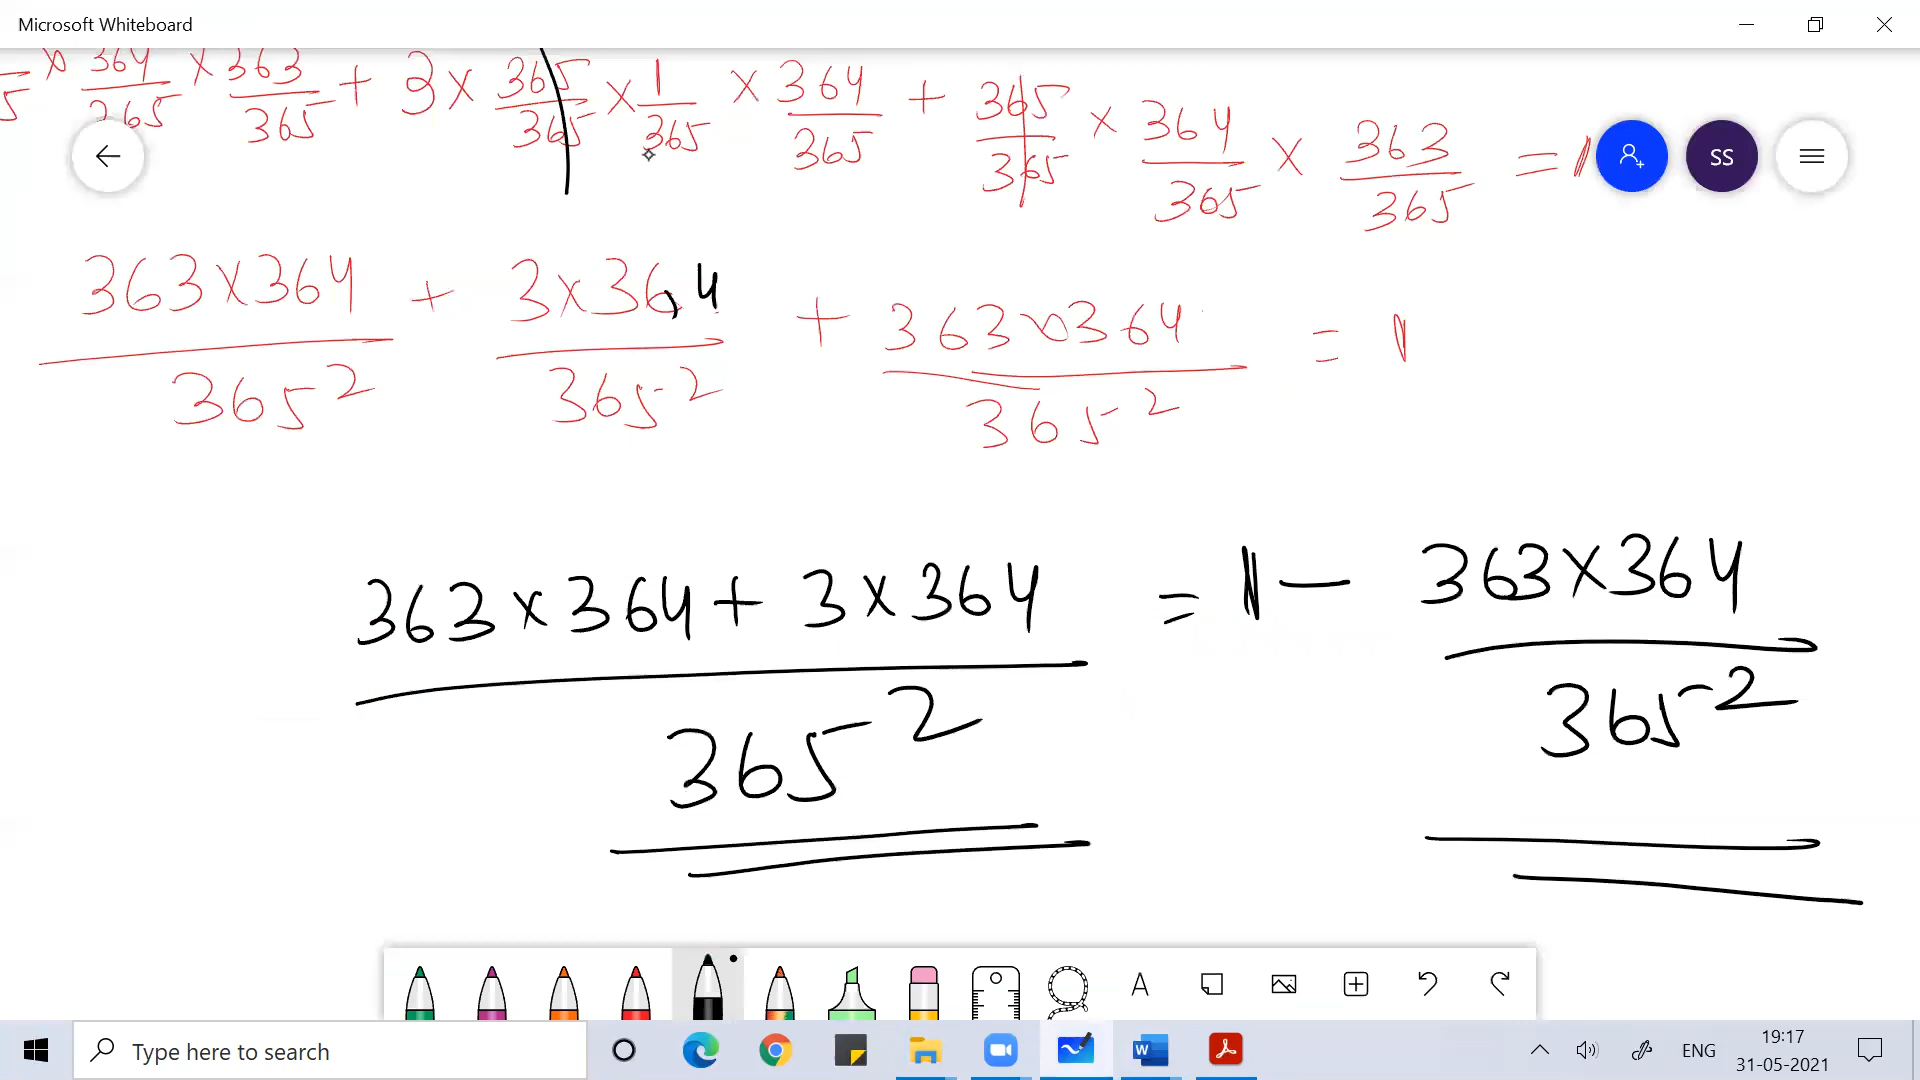 Microsoft Whiteboard
5 × 364/365 × 363/365 + 3 × 365/365 × 1/365 × 364/365 + 365/365 × 364/365 × 363/365 = 1
SS
363×364/365² + 3×364/365² + 363×364/365² = 1
363×364+3×364/365² = 1 − 363×364/365²
A
Type here to search
W
ENG
19:17
31-05-2021